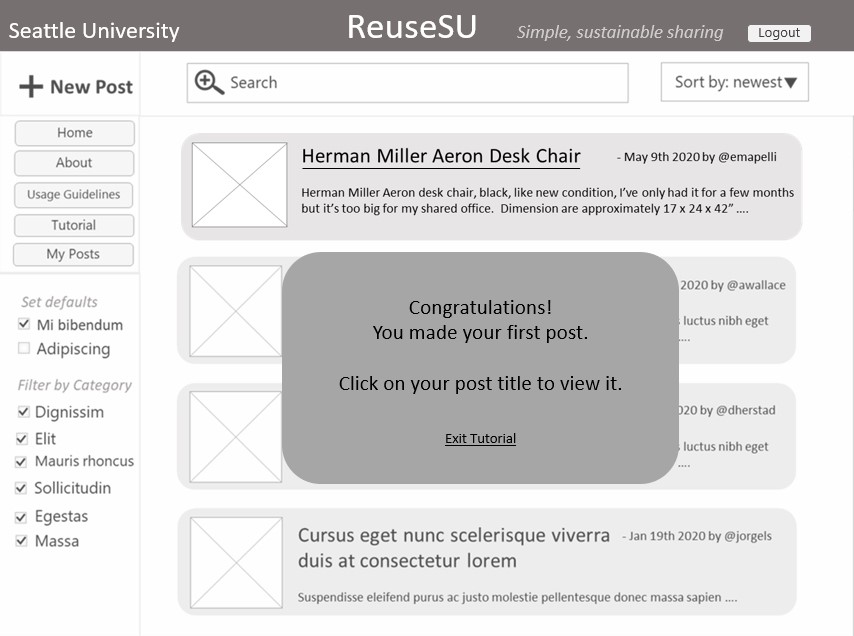 Seattle University
ReuseSU
Simple, sustainable sharing
Logout
New Post
Search
Sort by: newest▼
Home
About
Usage Guidelines
Tutorial
My Posts
Set defaults
Mi bibendum
Adipiscing
Filter by Category
Dignissim
Elit
Mauris rhoncus
Sollicitudin
Egestas
Massa
Herman Miller Aeron Desk Chair
- May 9th 2020 by @emapelli
Herman Miller Aeron desk chair, black, like new condition, I've only had it for a few months
but it's too big for my shared office.  Dimension are approximately 17 x 24 x 42” ....
2020 by @awallace
luctus nibh eget
....
Congratulations!
You made your first post.
Click on your post title to view it.
Exit Tutorial
by @dherstad
luctus nibh eget
....
Cursus eget nunc scelerisque viverra
duis at consectetur lorem
- Jan 19th 2020 by @jorgels
Suspendisse eleifend purus ac justo molestie pellentesque donec massa sapien ....